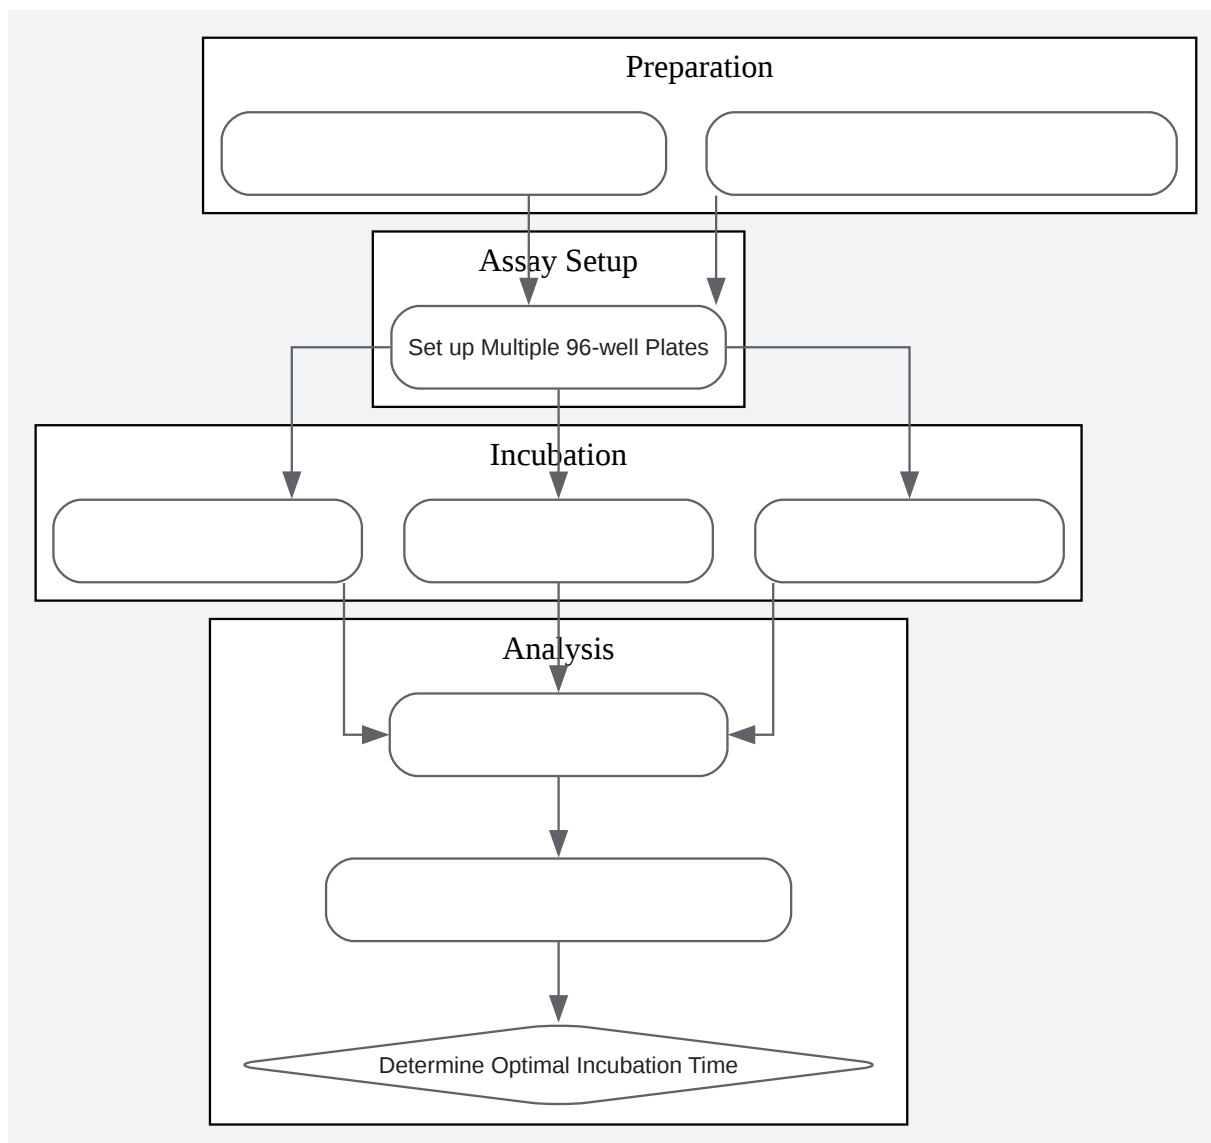 Preparation
Assay Setup
Set up Multiple 96-well Plates
Incubation
Analysis
Determine Optimal Incubation Time